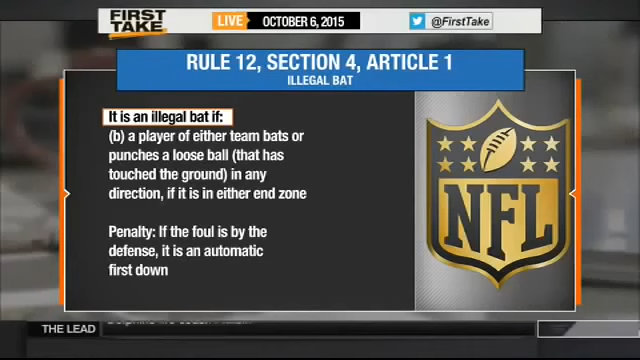 FIRST
TAKE
LIVE
OCTOBER 6, 2015
@FirstTake
RULE 12, SECTION 4, ARTICLE 1
ILLEGAL BAT
It is an illegal bat if:
(b) a player of either team bats or
punches a loose ball (that has
touched the ground) in any
direction, if it is in either end zone
Penalty: If the foul is by the
defense, it is an automatic
first down
NFL
THE LEAD